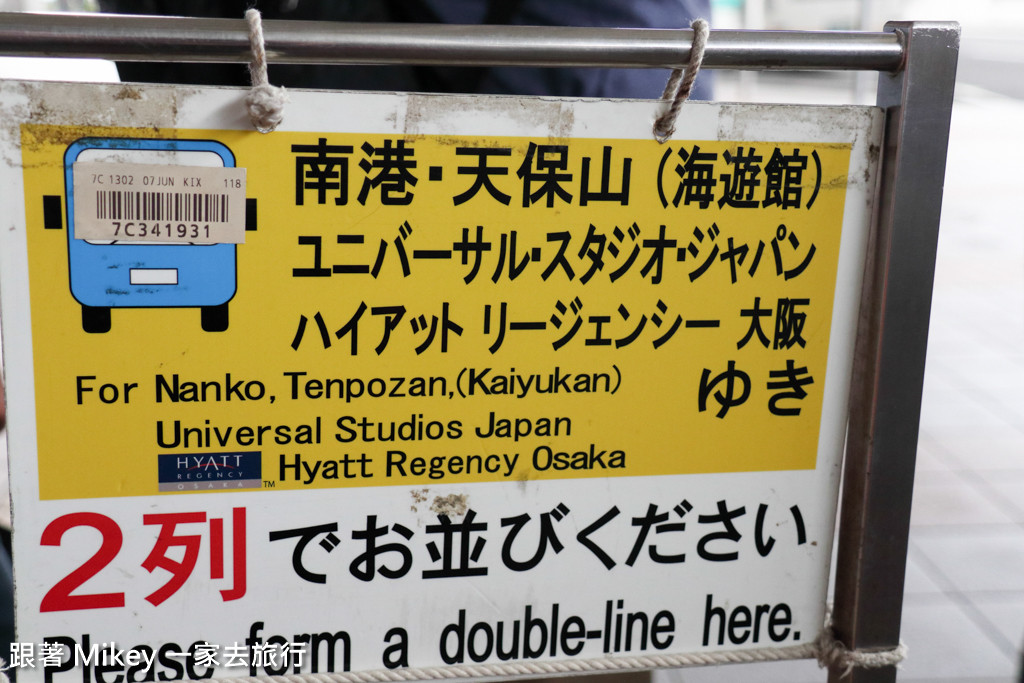 7C 1302 07JUN KIX 118
7C341931
南港・天保山（海遊館）
ユニバーサル・スタジオ・ジャパン
ハイアット リージェンシー 大阪
ゆき
For Nanko, Tenpozan,(Kaiyukan)
Universal Studios Japan
HYATT
REGENCY
OSAKA
TM
Hyatt Regency Osaka
2列でお並びください
Please form a double-line here.
跟著 Mikey 一家去旅行